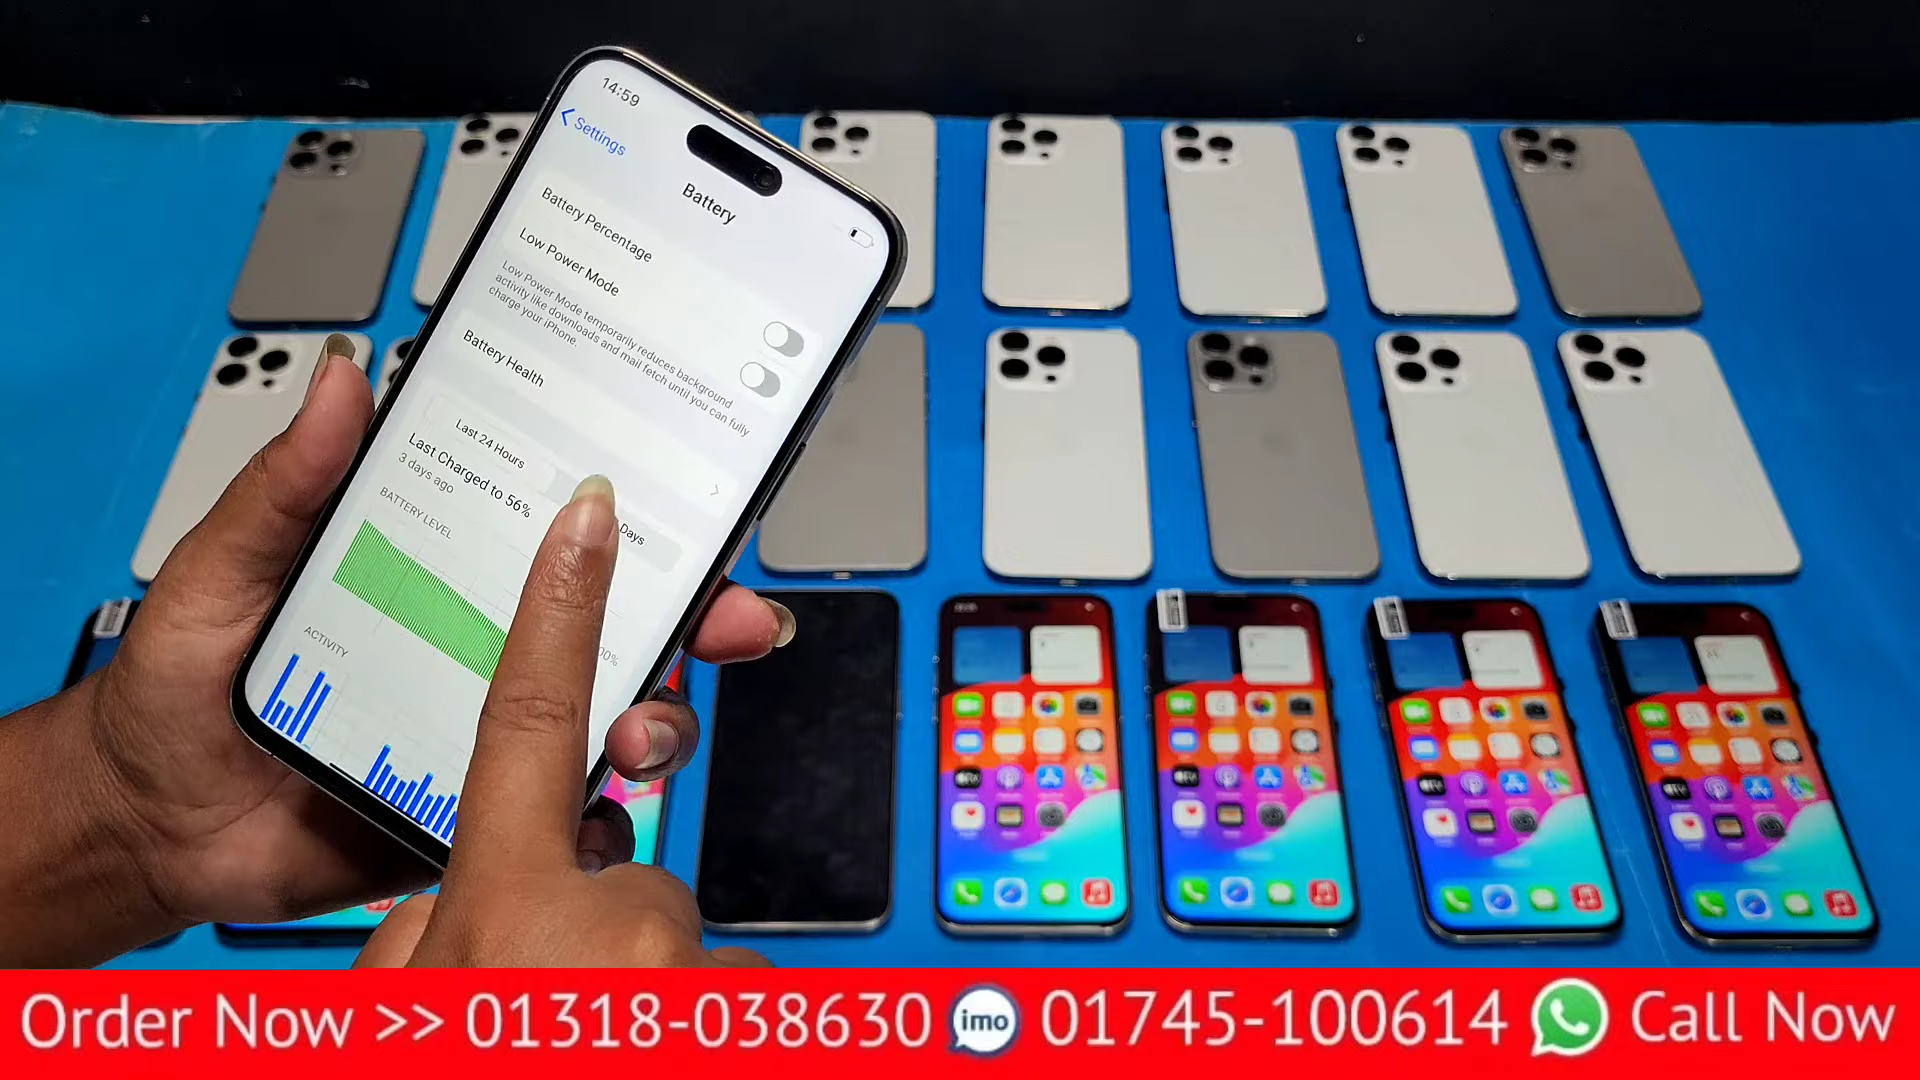 14:59
Settings
Battery
Battery Percentage
Low Power Mode
Low Power Mode temporarily reduces background
activity like downloads and mail fetch until you can fully
charge your iPhone.
Battery Health
Last 24 Hours
Days
Last Charged to 56%
3 days ago
BATTERY LEVEL
00%
ACTIVITY
Order Now >> 01318-038630 imo 01745-100614 Call Now